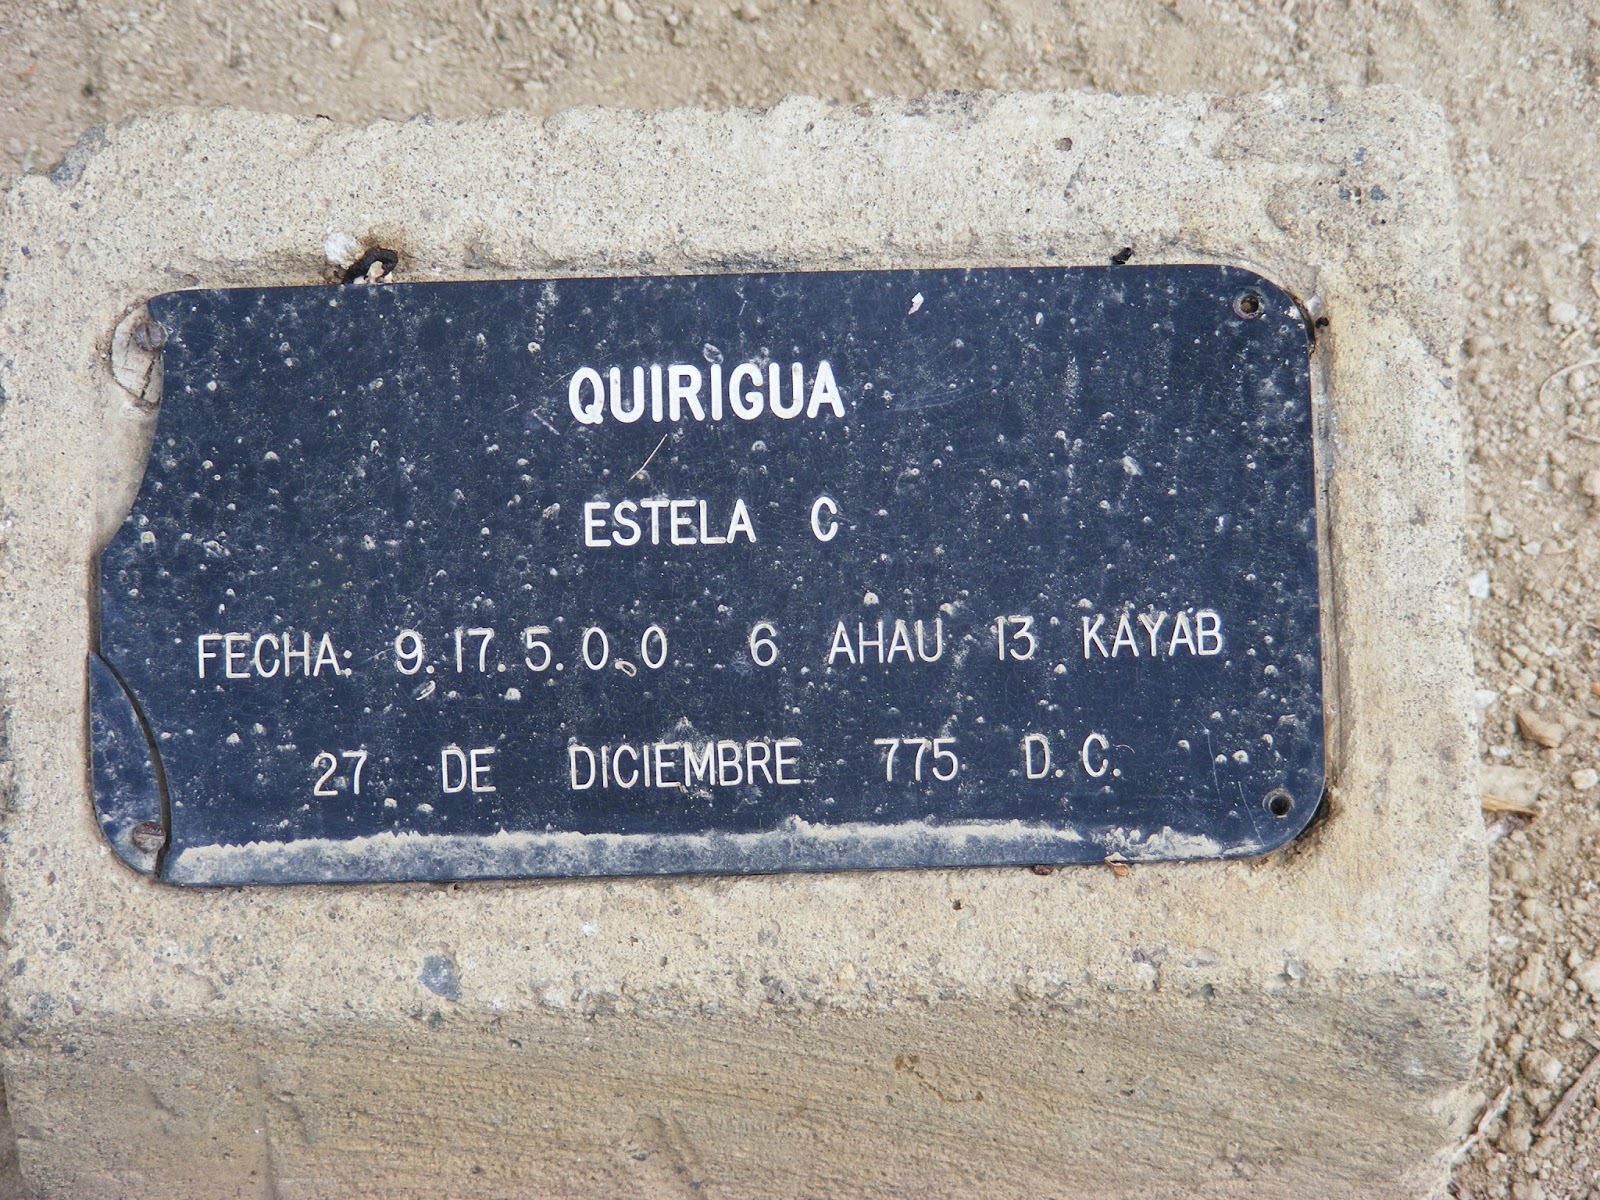 QUIRIGUA
ESTELA C
FECHA: 9.17.5.0.0 6 AHAU 13 KAYAB
27 DE DICIEMBRE 775 D.C.